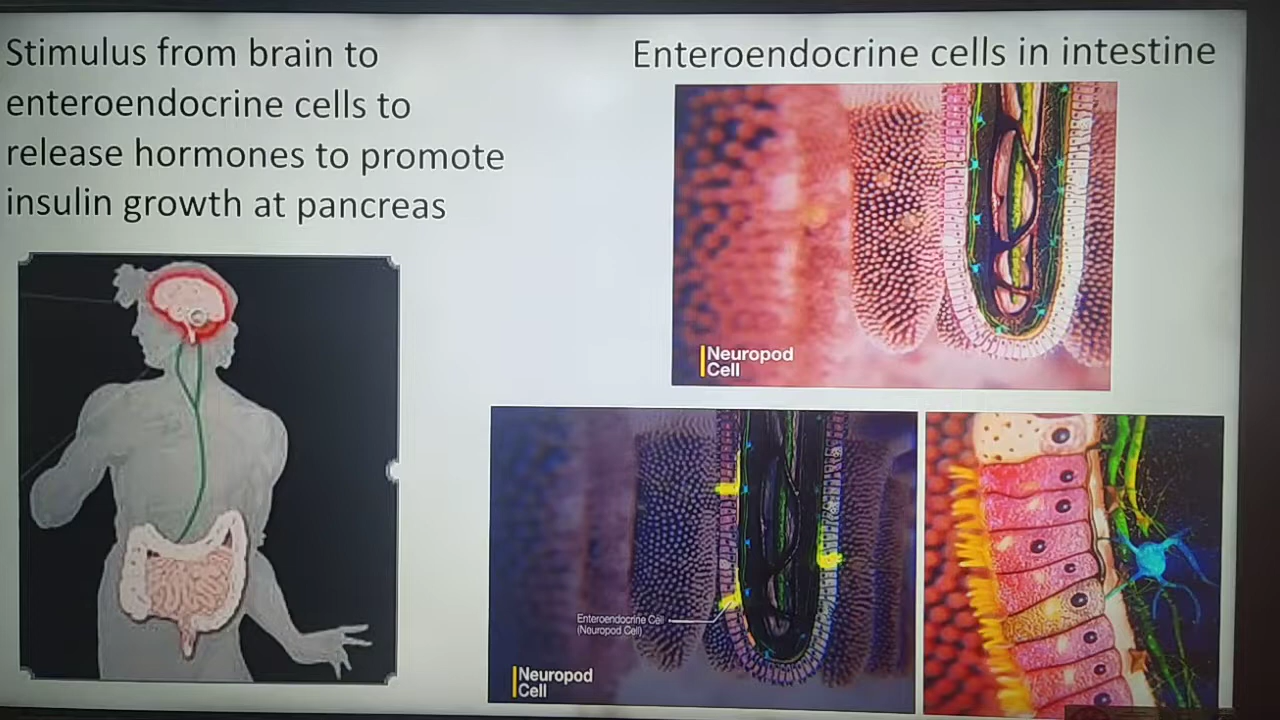 Stimulus from brain to
enteroendocrine cells to
release hormones to promote
insulin growth at pancreas
Enteroendocrine cells in intestine
Neuropod
Cell
Enteroendocrine Cell
(Neuropod Cell)
Neuropod
Cell